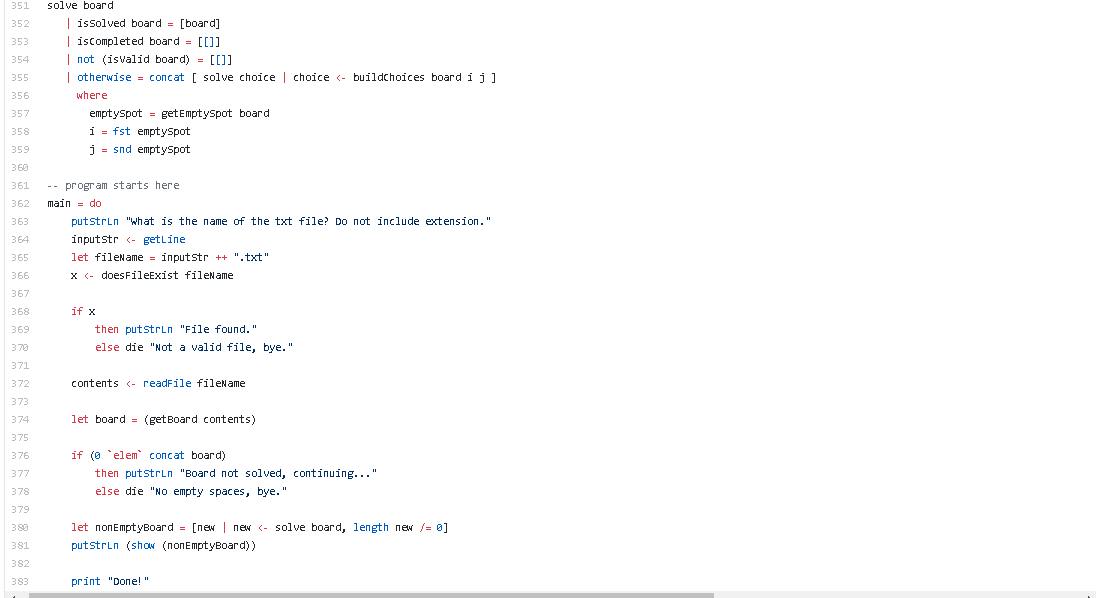 351 solve board
352     | isSolved board = [board]
353     | isCompleted board = [[]]
354     | not (isValid board) = [[]]
355     | otherwise = concat [ solve choice | choice <- buildChoices board i j ]
356       where
357         emptySpot = getEmptySpot board
358         i = fst emptySpot
359         j = snd emptySpot
360
361 -- program starts here
362 main = do
363     putStrLn "What is the name of the txt file? Do not include extension."
364     inputStr <- getLine
365     let fileName = inputStr ++ ".txt"
366     x <- doesFileExist fileName
367
368     if x
369         then putStrLn "File found."
370         else die "Not a valid file, bye."
371
372     contents <- readFile fileName
373
374     let board = (getBoard contents)
375
376     if (0 `elem` concat board)
377         then putStrLn "Board not solved, continuing..."
378         else die "No empty spaces, bye."
379
380     let nonEmptyBoard = [new | new <- solve board, length new /= 0]
381     putStrLn (show (nonEmptyBoard))
382
383     print "Done!"